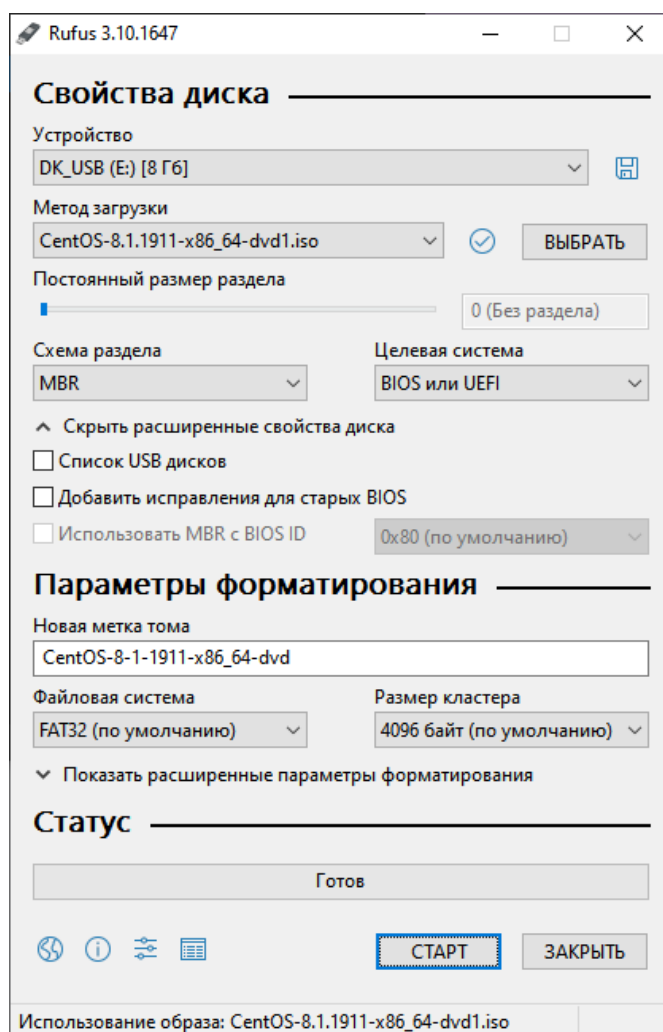 Rufus 3.10.1647
Свойства диска
Устройство
DK_USB (E:) [8 Гб]
Метод загрузки
CentOS-8.1.1911-x86_64-dvd1.iso
ВЫБРАТЬ
Постоянный размер раздела
0 (Без раздела)
Схема раздела Целевая система
MBR BIOS или UEFI
Скрыть расширенные свойства диска
Список USB дисков
Добавить исправления для старых BIOS
Использовать MBR с BIOS ID 0x80 (по умолчанию)
Параметры форматирования
Новая метка тома
CentOS-8-1-1911-x86_64-dvd
Файловая система Размер кластера
FAT32 (по умолчанию) 4096 байт (по умолчанию)
Показать расширенные параметры форматирования
Статус
Готов
СТАРТ ЗАКРЫТЬ
Использование образа: CentOS-8.1.1911-x86_64-dvd1.iso